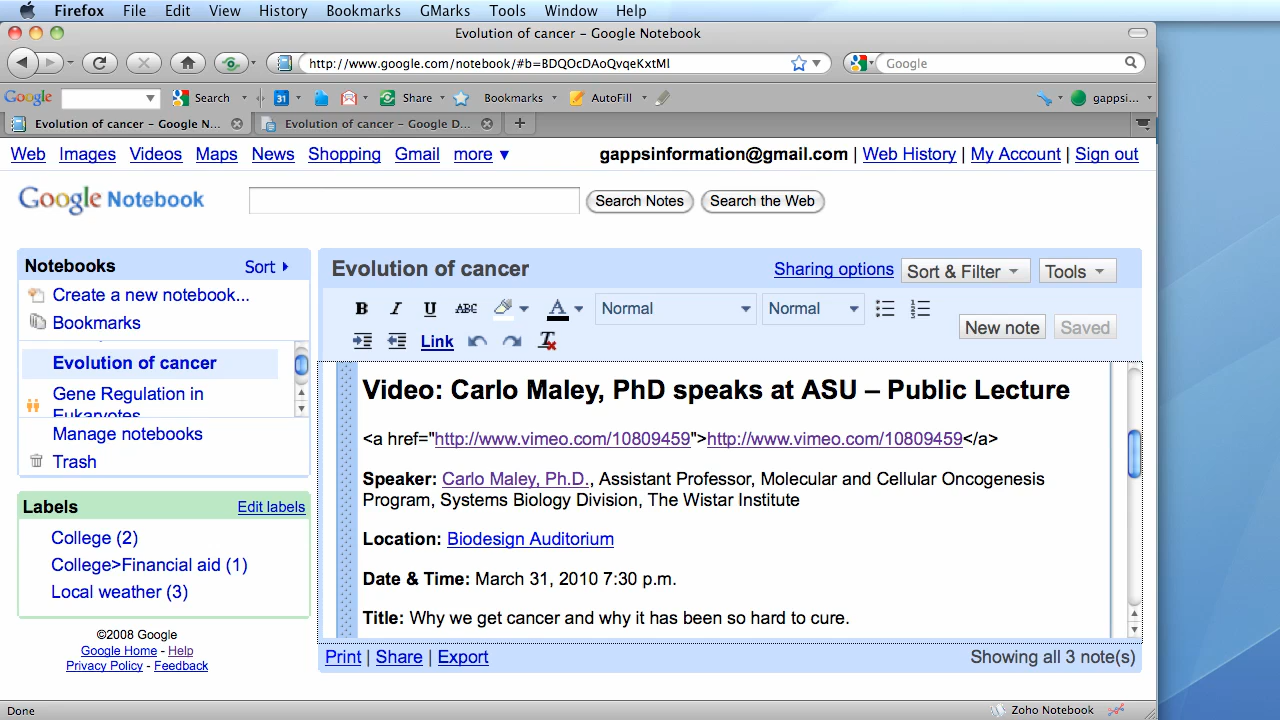 Firefox File Edit View History Bookmarks GMarks Tools Window Help
Evolution of cancer – Google Notebook
http://www.google.com/notebook/#b=BDQOcDAoQvqeKxtMl
Google
Google Search 31 Share Bookmarks AutoFill gappsi...
Evolution of cancer – Google N... Evolution of cancer – Google D...
Web Images Videos Maps News Shopping Gmail more ▼ gappsinformation@gmail.com | Web History | My Account | Sign out
Google Notebook Search Notes Search the Web
Notebooks Sort
Create a new notebook...
Bookmarks
Evolution of cancer
Gene Regulation in
Eukaryotes
Manage notebooks
Trash
Labels Edit labels
College (2)
College>Financial aid (1)
Local weather (3)
©2008 Google
Google Home - Help
Privacy Policy - Feedback
Evolution of cancer Sharing options Sort & Filter Tools
B I U ABC A Normal Normal
New note Saved
Link
Video: Carlo Maley, PhD speaks at ASU – Public Lecture
<a href="http://www.vimeo.com/10809459">http://www.vimeo.com/10809459</a>
Speaker: Carlo Maley, Ph.D., Assistant Professor, Molecular and Cellular Oncogenesis
Program, Systems Biology Division, The Wistar Institute
Location: Biodesign Auditorium
Date & Time: March 31, 2010 7:30 p.m.
Title: Why we get cancer and why it has been so hard to cure.
Print | Share | Export Showing all 3 note(s)
Done Zoho Notebook